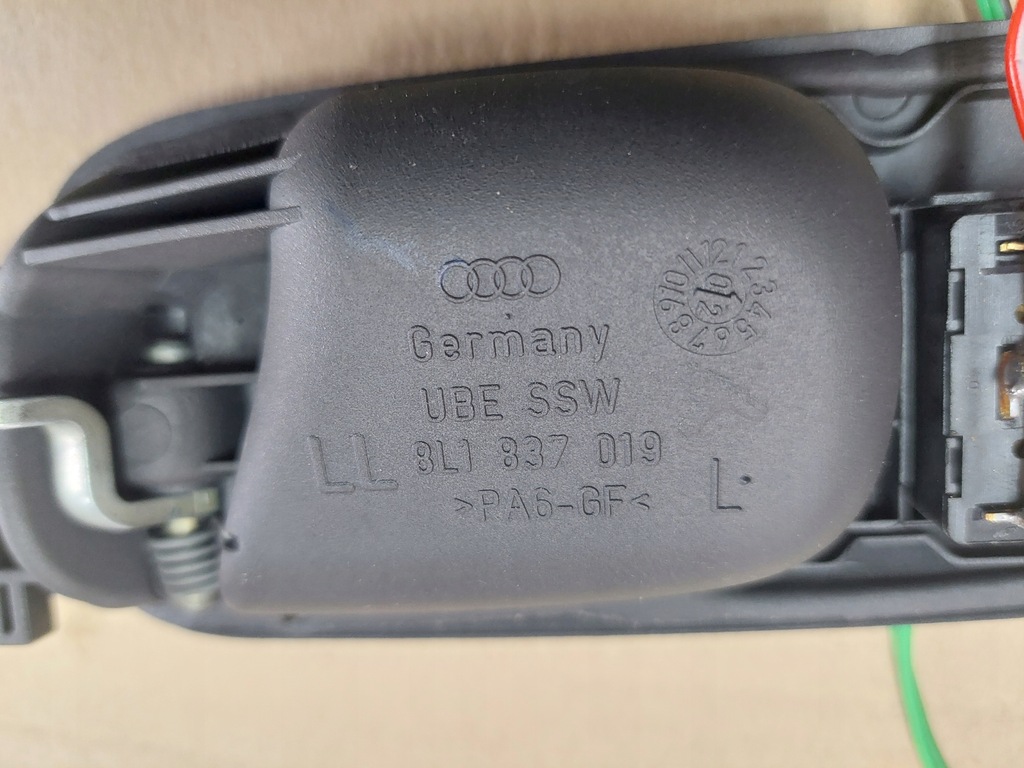 Germany
UBE SSW
LL 8L1 837 019
>PA6-GF< L